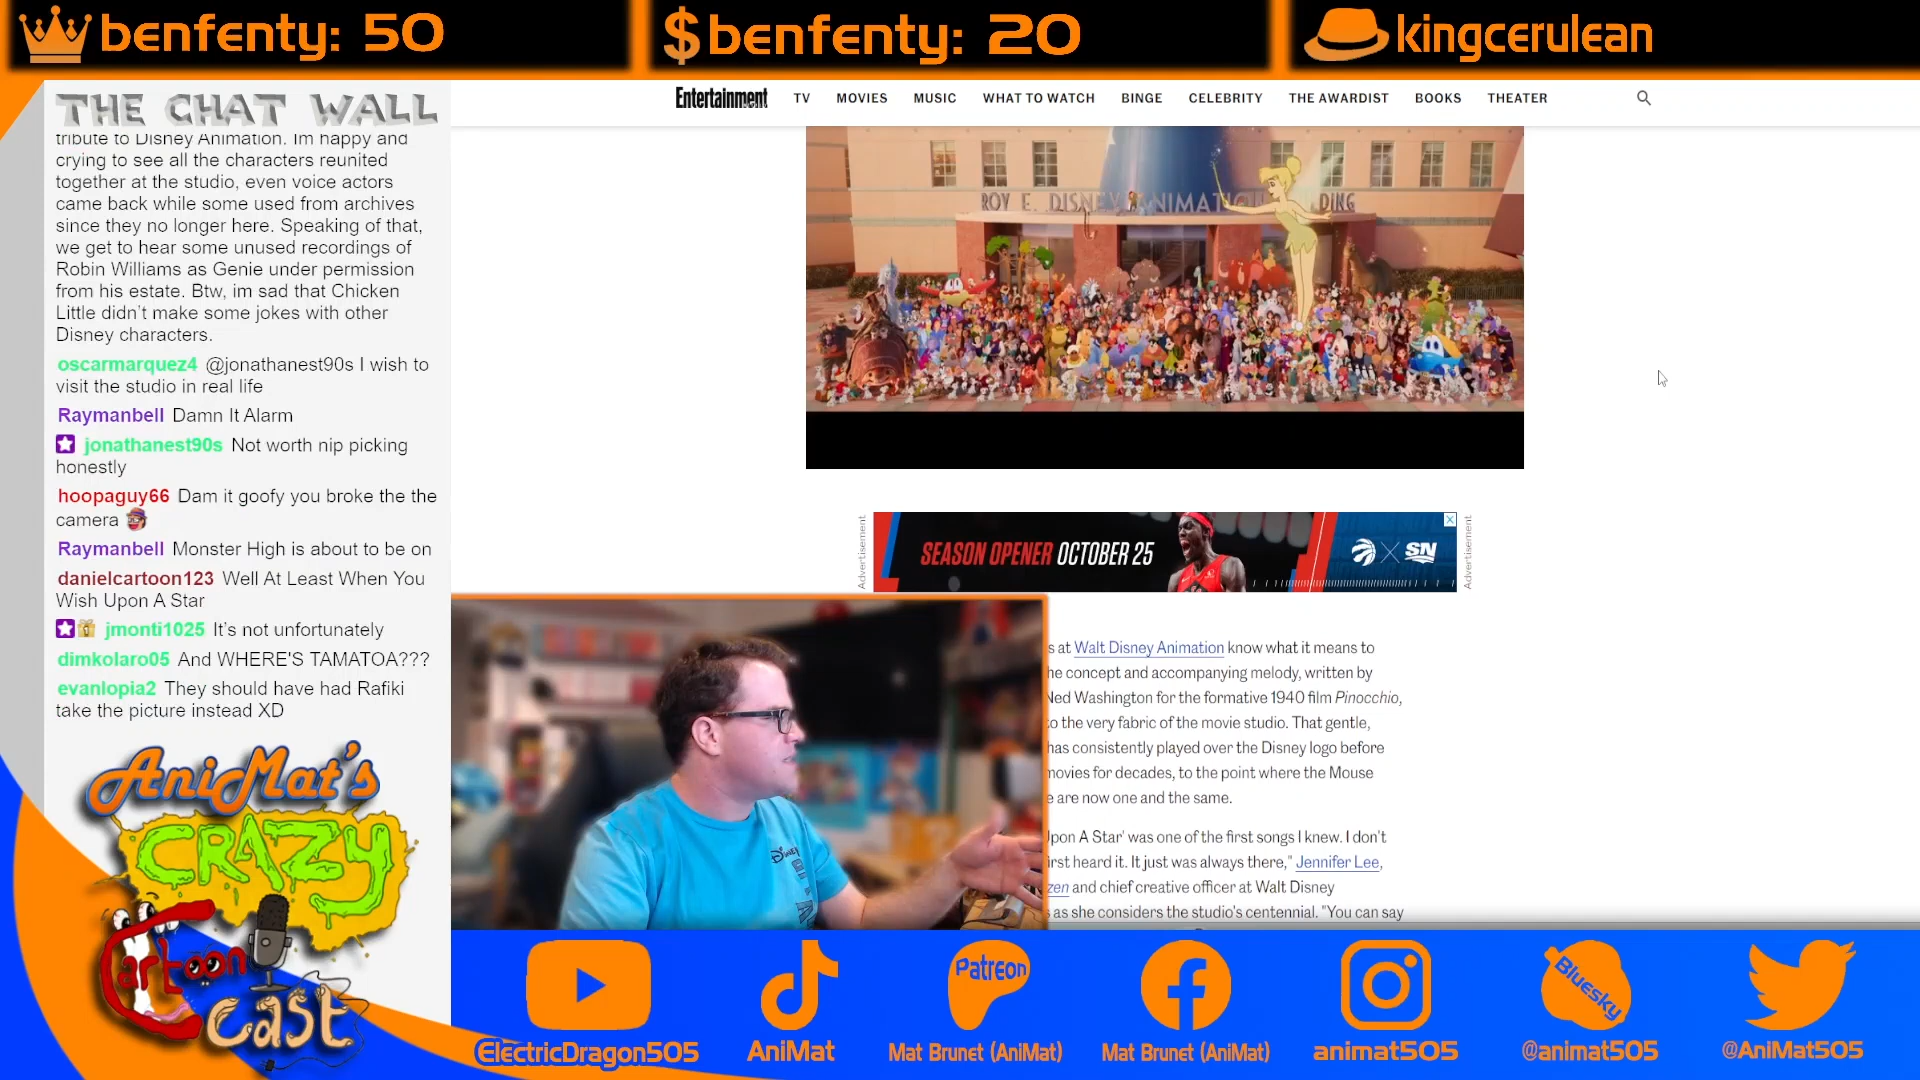 benfenty: 50
$ benfenty: 20
kingcerulean
THE CHAT WALL
tribute to Disney Animation. Im happy and
crying to see all the characters reunited
together at the studio, even voice actors
came back while some used from archives
since they no longer here. Speaking of that,
we get to hear some unused recordings of
Robin Williams as Genie under permission
from his estate. Btw, im sad that Chicken
Little didn't make some jokes with other
Disney characters.
oscarmarquez4 @jonathanest90s I wish to
visit the studio in real life
Raymanbell Damn It Alarm
jonathanest90s Not worth nip picking
honestly
hoopaguy66 Dam it goofy you broke the the
camera
Raymanbell Monster High is about to be on
danielcartoon123 Well At Least When You
Wish Upon A Star
jmonti1025 It's not unfortunately
dimkolaro05 And WHERE'S TAMATOA???
evanlopia2 They should have had Rafiki
take the picture instead XD
AniMat's
CRAZY
Cartoon
Cast
Entertainment TV MOVIES MUSIC WHAT TO WATCH BINGE CELEBRITY THE AWARDIST BOOKS THEATER
ROY E. DISNEY ANIMATION DING
Advertisement
SEASON OPENER OCTOBER 25
SN
Advertisement
s at Walt Disney Animation know what it means to
he concept and accompanying melody, written by
Ned Washington for the formative 1940 film Pinocchio,
o the very fabric of the movie studio. That gentle,
has consistently played over the Disney logo before
movies for decades, to the point where the Mouse
e are now one and the same.
Upon A Star' was one of the first songs I knew. I don't
irst heard it. It just was always there," Jennifer Lee,
zen and chief creative officer at Walt Disney
s as she considers the studio's centennial. "You can say
Disney
Patreon
Bluesky
ElectricDragon505
AniMat
Mat Brunet (AniMat)
Mat Brunet (AniMat)
animat505
@animat505
@AniMat505